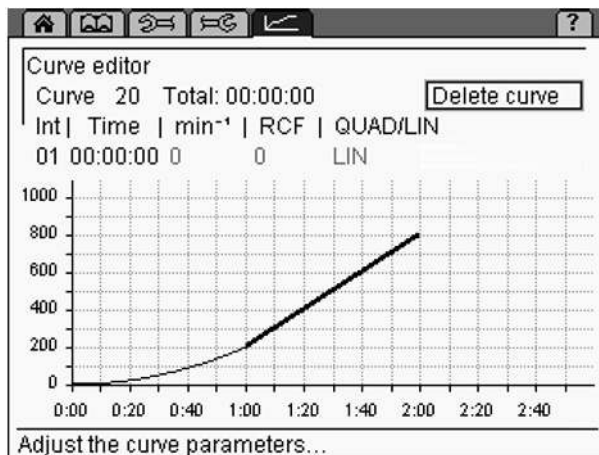 ?
Curve editor
Curve 20 Total: 00:00:00 Delete curve
Int | Time | min⁻¹ | RCF | QUAD/LIN
01 00:00:00 0 0 LIN
1000
800
600
400
200
0
0:00 0:20 0:40 1:00 1:20 1:40 2:00 2:20 2:40
Adjust the curve parameters...